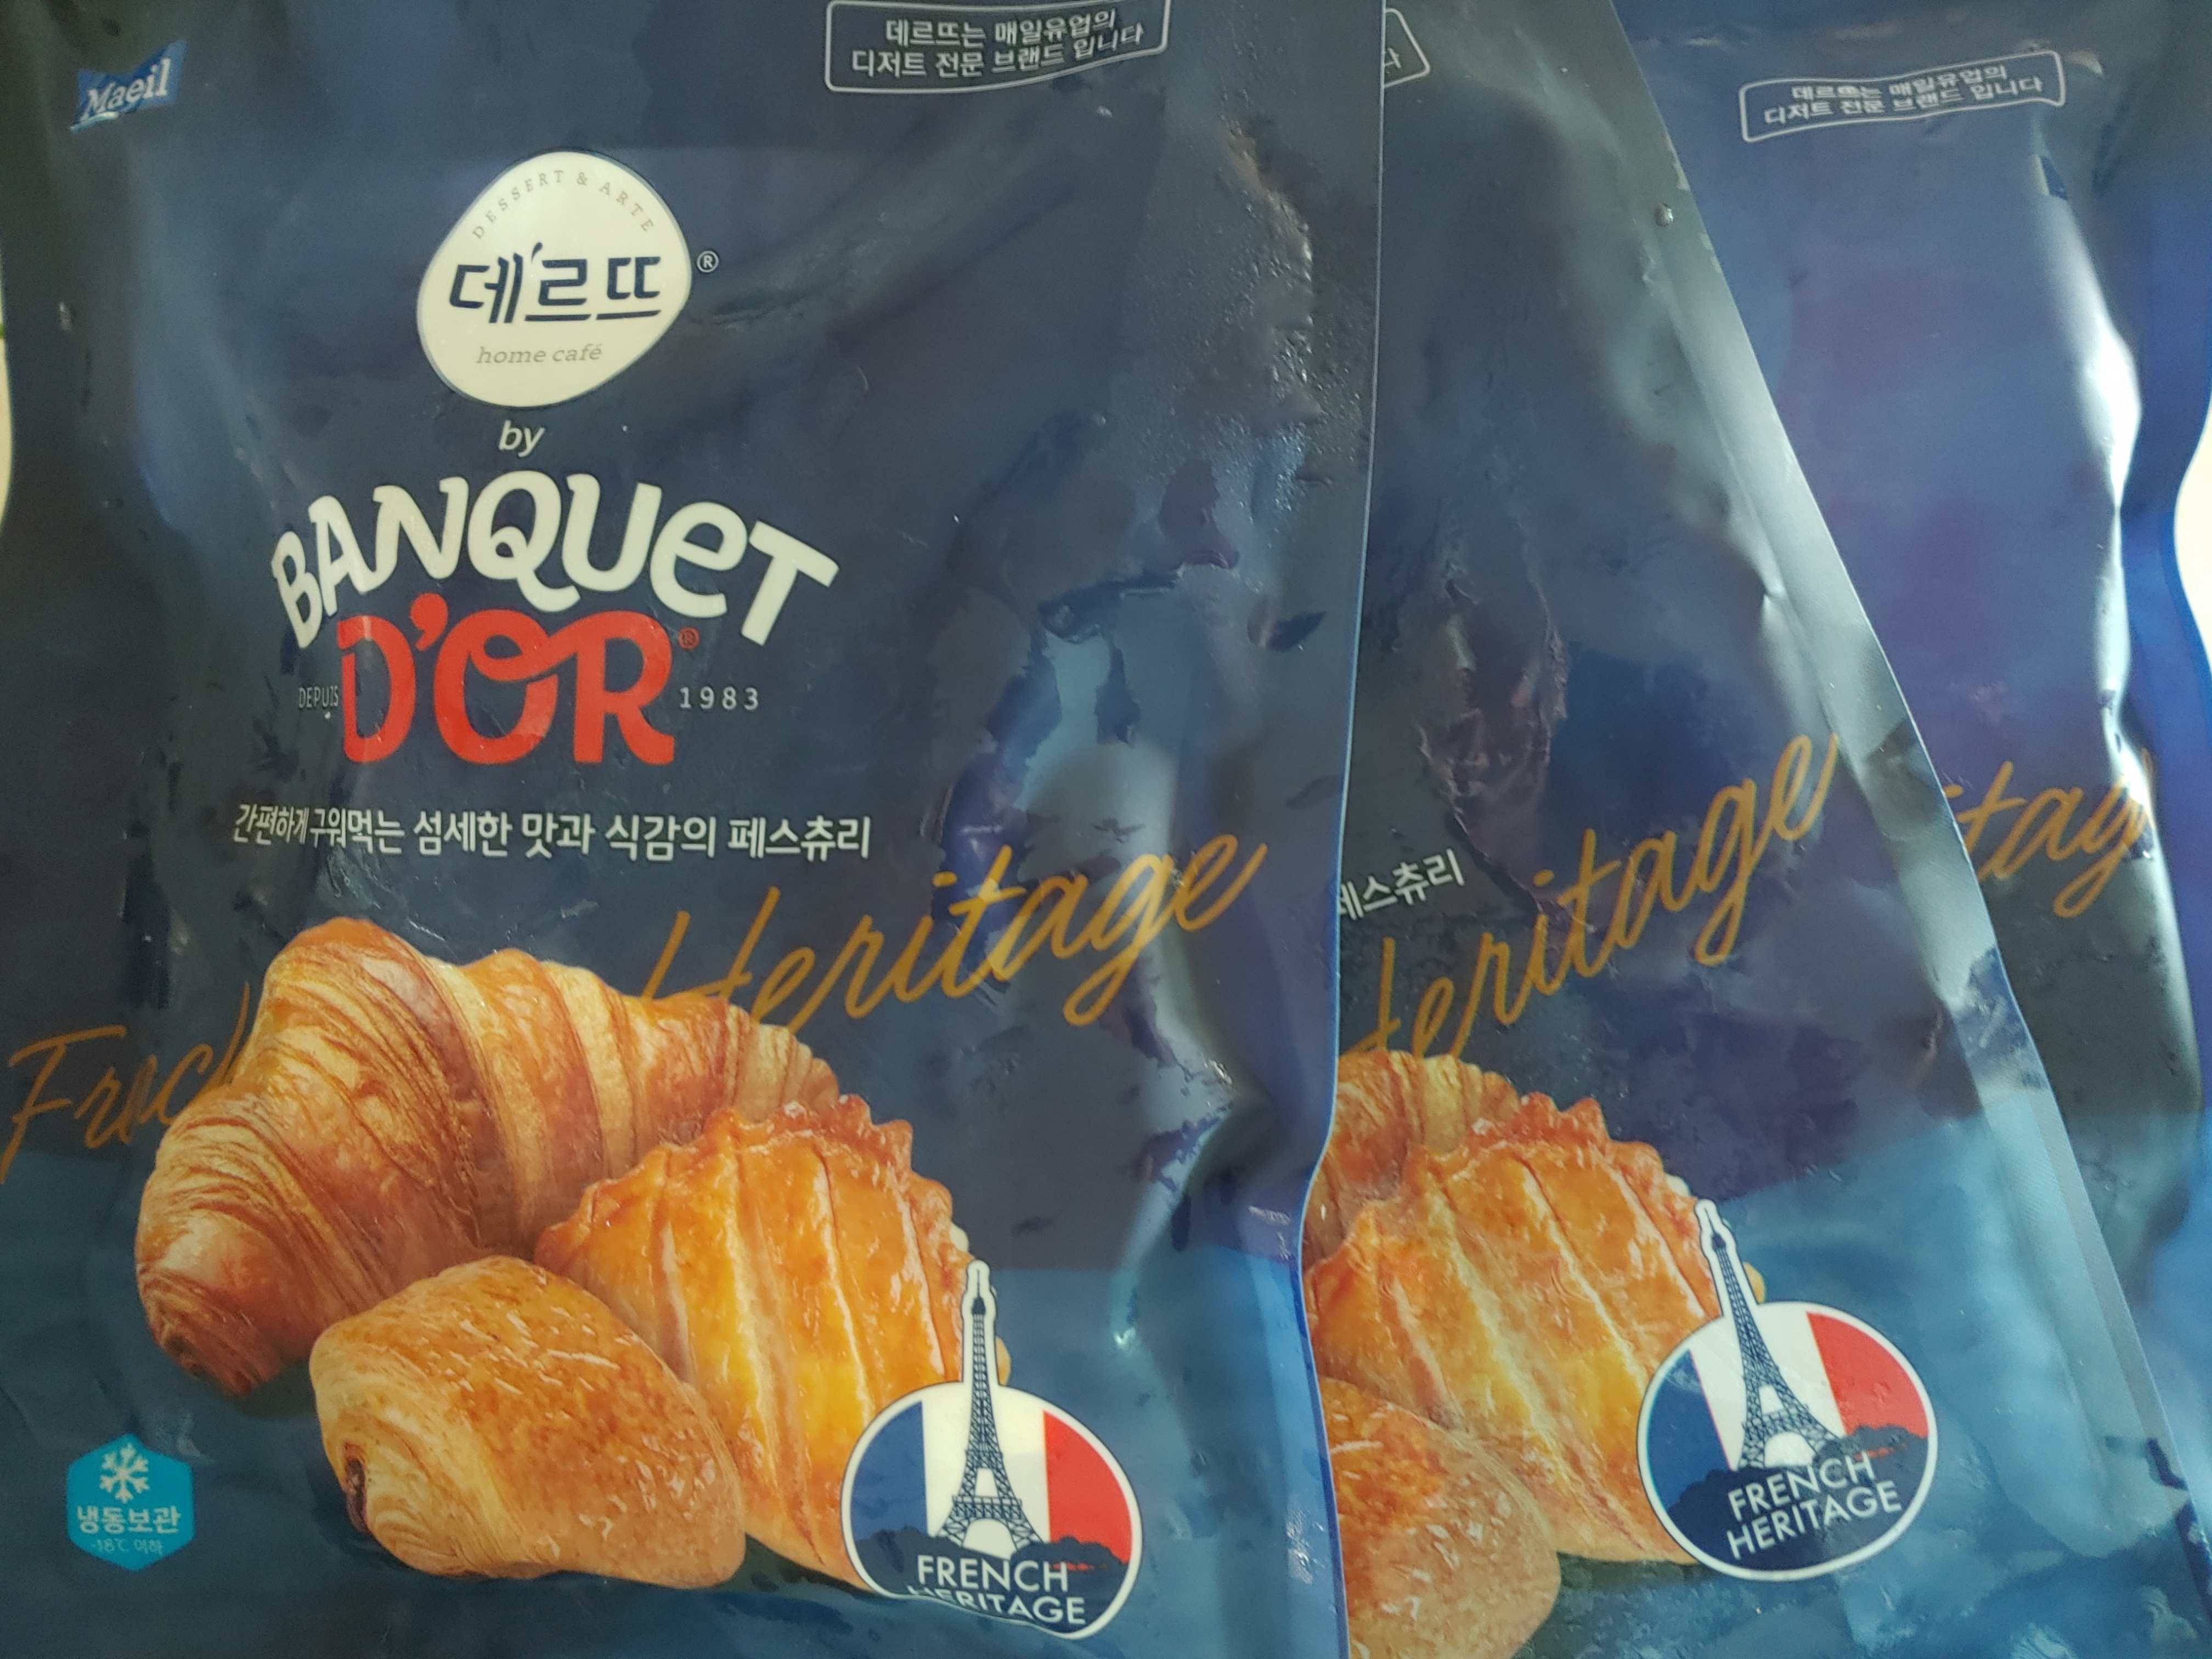 Maeil
데르뜨는 매일유업의
디저트 전문 브랜드 입니다
DESSERT & ARTE
데르뜨®
home café
by
BANQUET
D'OR®
DEPUIS 1983
간편하게 구워먹는 섬세한 맛과 식감의 페스츄리
Heritage
냉동보관
-18℃ 이하
FRENCH
HERITAGE
다
페스츄리
Heritage
FRENCH
HERITAGE
데르뜨는 매일유업의
디저트 전문 브랜드 입니다
itage